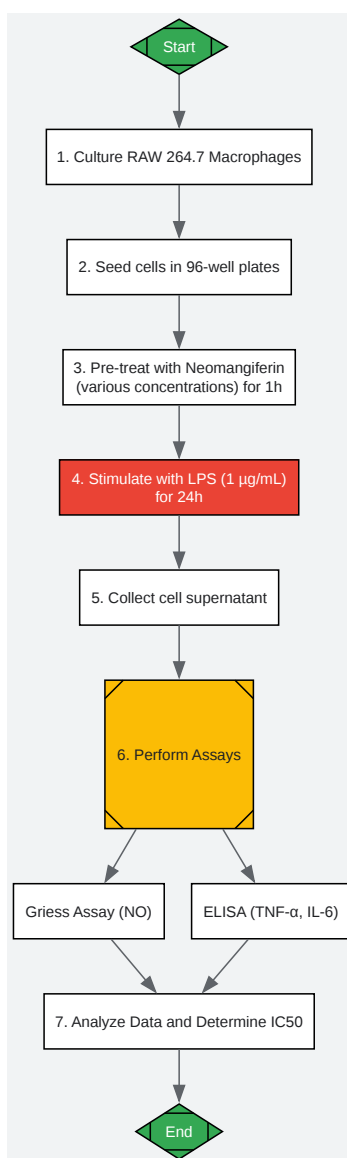 Start
1. Culture RAW 264.7 Macrophages
2. Seed cells in 96-well plates
3. Pre-treat with Neomangiferin
(various concentrations) for 1h
4. Stimulate with LPS (1 µg/mL)
for 24h
5. Collect cell supernatant
6. Perform Assays
Griess Assay (NO)
ELISA (TNF-α, IL-6)
7. Analyze Data and Determine IC50
End